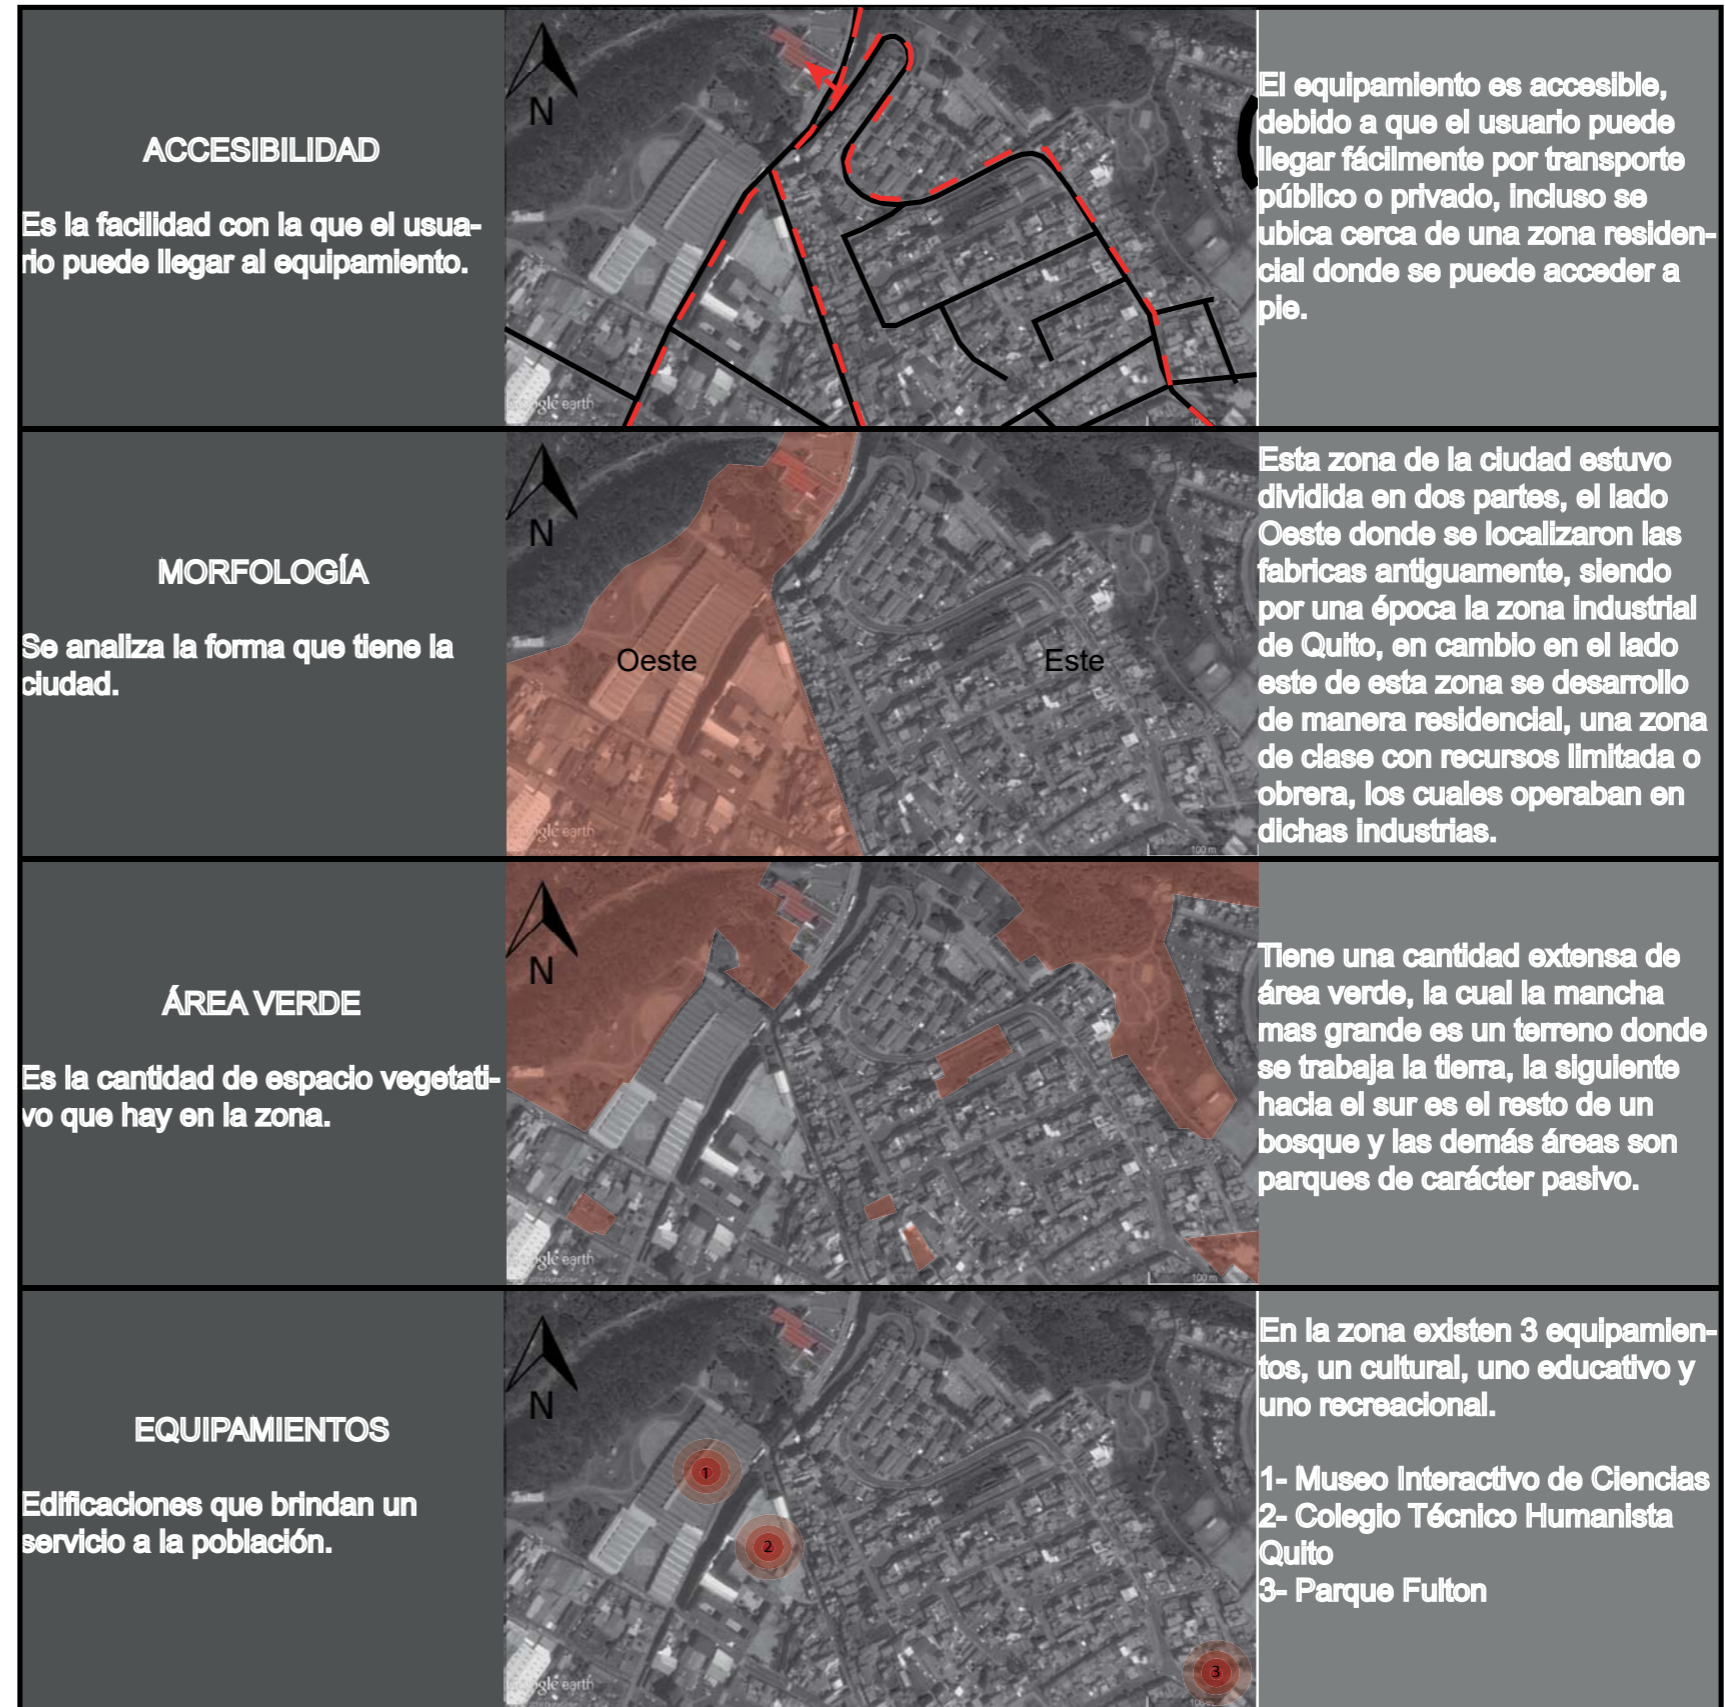 ACCESIBILIDAD
Es la facilidad con la que el usua-
rio puede llegar al equipamiento.
N
gle earth
El equipamiento es accesible,
debido a que el usuario puede
llegar fácilmente por transporte
público o privado, incluso se
ubica cerca de una zona residen-
cial donde se puede acceder a
pie.
MORFOLOGÍA
Se analiza la forma que tiene la
ciudad.
N
Oeste
Este
gle earth
100 m
Esta zona de la ciudad estuvo
dividida en dos partes, el lado
Oeste donde se localizaron las
fabricas antiguamente, siendo
por una época la zona industrial
de Quito, en cambio en el lado
este de esta zona se desarrollo
de manera residencial, una zona
de clase con recursos limitada o
obrera, los cuales operaban en
dichas industrias.
ÁREA VERDE
Es la cantidad de espacio vegetati-
vo que hay en la zona.
N
gle earth
100 m
Tiene una cantidad extensa de
área verde, la cual la mancha
mas grande es un terreno donde
se trabaja la tierra, la siguiente
hacia el sur es el resto de un
bosque y las demás áreas son
parques de carácter pasivo.
EQUIPAMIENTOS
Edificaciones que brindan un
servicio a la población.
N
1
2
3
gle earth
En la zona existen 3 equipamien-
tos, un cultural, uno educativo y
uno recreacional.
1- Museo Interactivo de Ciencias
2- Colegio Técnico Humanista
Quito
3- Parque Fulton